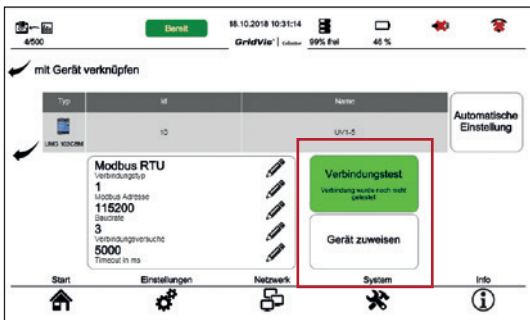 4/500
Bereit
18.10.2018 10:31:14
GridVis® Collector
99% frei
46 %
mit Gerät verknüpfen
Typ
Id
Name
UMG 103CBM
10
UV1-5
Automatische
Einstellung
Modbus RTU
Verbindungstyp
1
Modbus Adresse
115200
Baudrate
3
Verbindungsversuche
5000
Timeout in ms
Verbindungstest
Verbindung wurde noch nicht
getestet
Gerät zuweisen
Start
Einstellungen
Netzwerk
System
Info